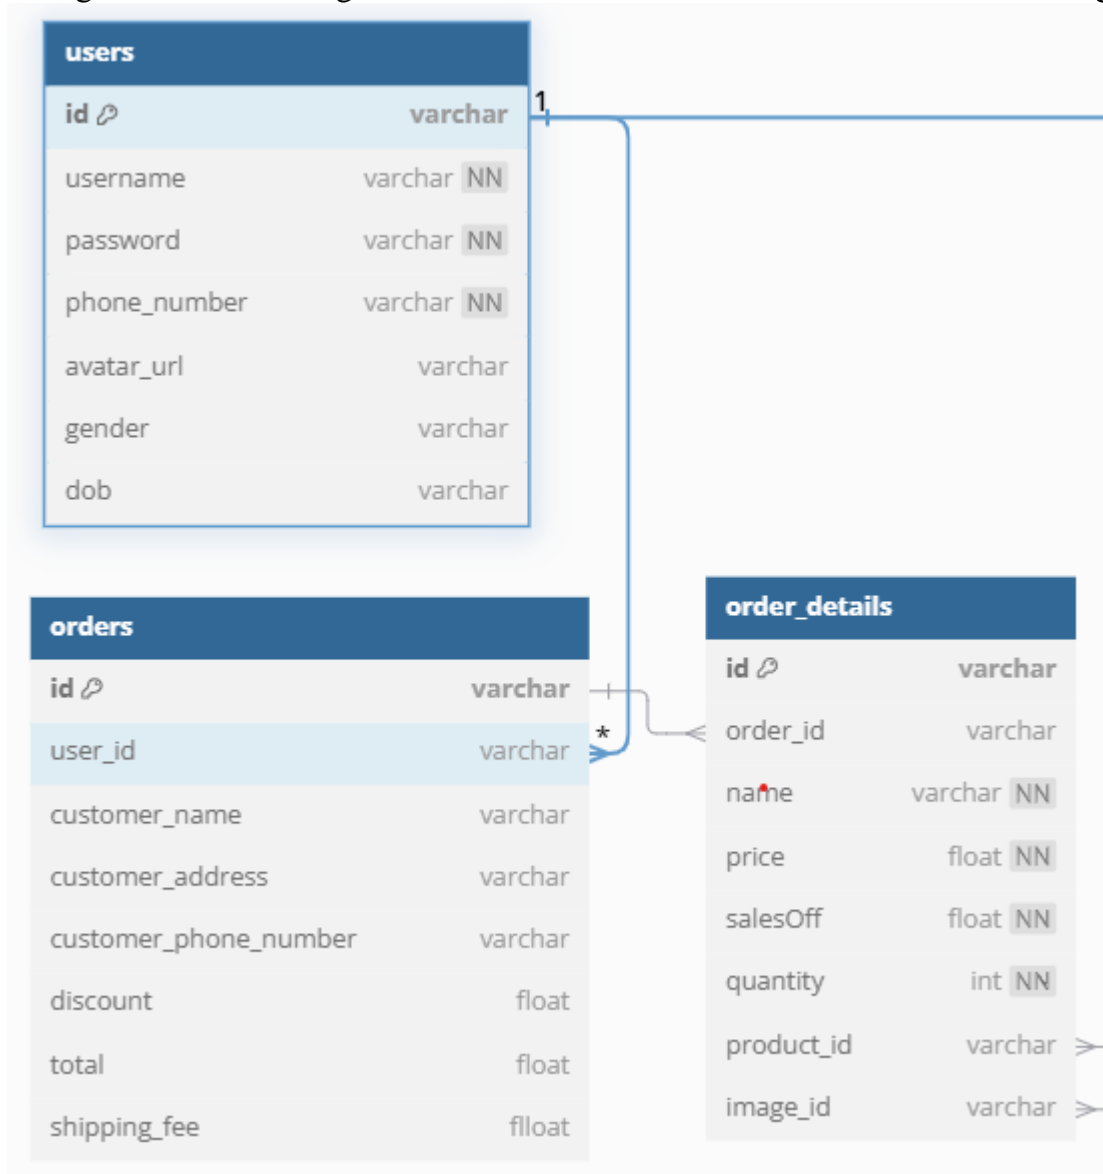 users
id varchar
1
username varchar NN
password varchar NN
phone_number varchar NN
avatar_url varchar
gender varchar
dob varchar
orders
id varchar
user_id varchar
*
customer_name varchar
customer_address varchar
customer_phone_number varchar
discount float
total float
shipping_fee flloat
order_details
id varchar
order_id varchar
name varchar NN
price float NN
salesOff float NN
quantity int NN
product_id varchar
image_id varchar